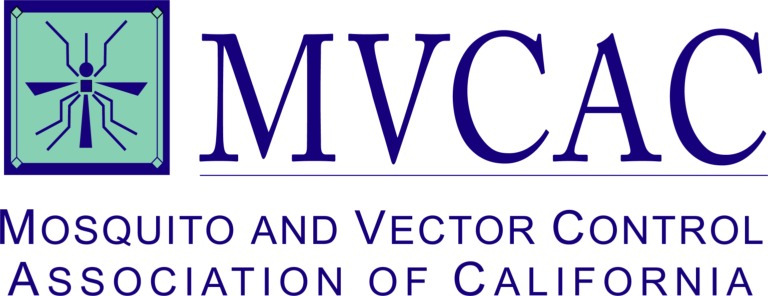 MVCAC
MOSQUITO AND VECTOR CONTROL
ASSOCIATION OF CALIFORNIA